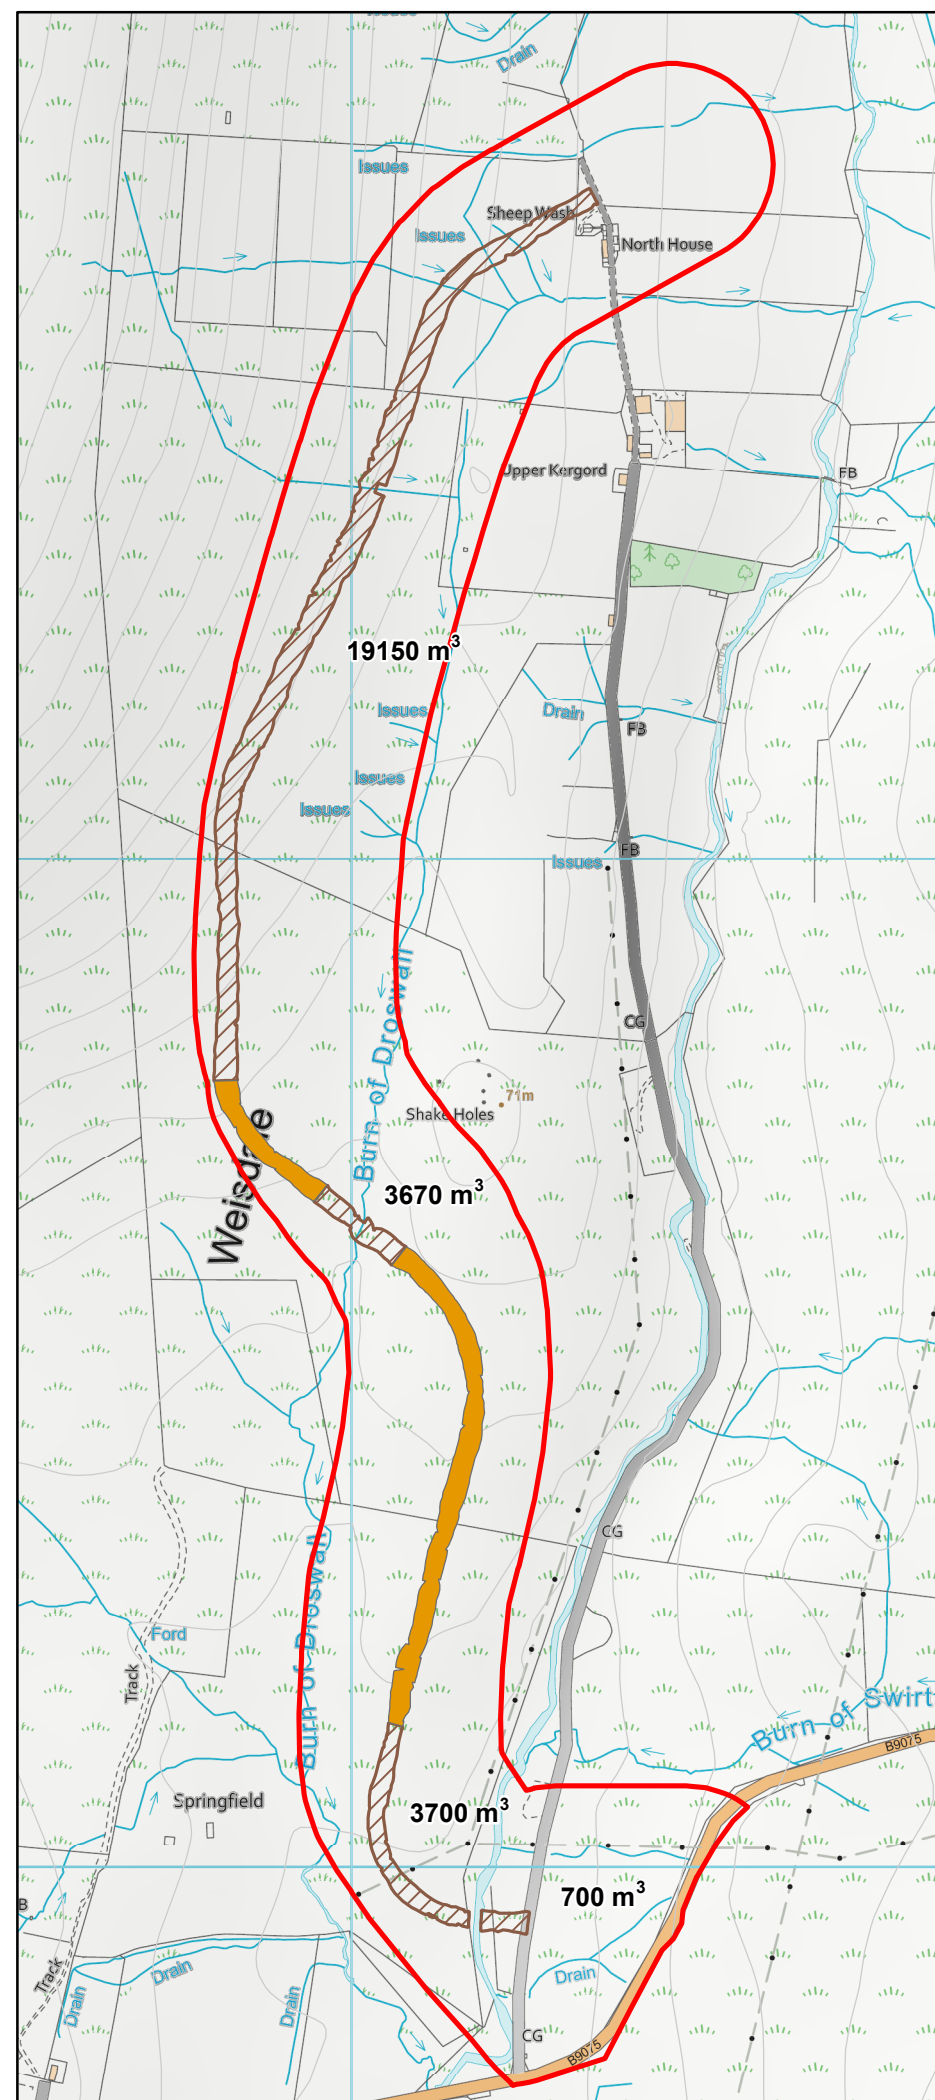 Drain
Issues
Sheep Wash
Issues
North House
Upper Kergord
FB
19150 m³
Issues
Drain
FB
Issues
Issues
FB
Issues
Burn of Droswall
CG
71m
Shake Holes
Weisdale
3670 m³
CG
Burn of Droswall
Ford
Track
Burn of Swirt
B9075
Springfield
3700 m³
700 m³
B
Track
Drain
Drain
Drain
Drain
CG
B9075